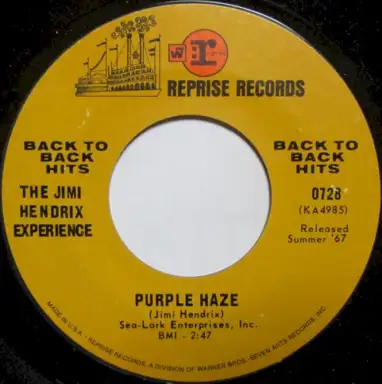 W r
REPRISE RECORDS
BACK TO
BACK
HITS
BACK TO
BACK
HITS
THE JIMI
HENDRIX
EXPERIENCE
0728
(KA4985)
Released
Summer '67
PURPLE HAZE
(Jimi Hendrix)
Sea-Lark Enterprises, Inc.
BMI - 2:47
MADE IN U.S.A. • REPRISE RECORDS, A DIVISION OF WARNER BROS.-SEVEN ARTS RECORDS, INC.